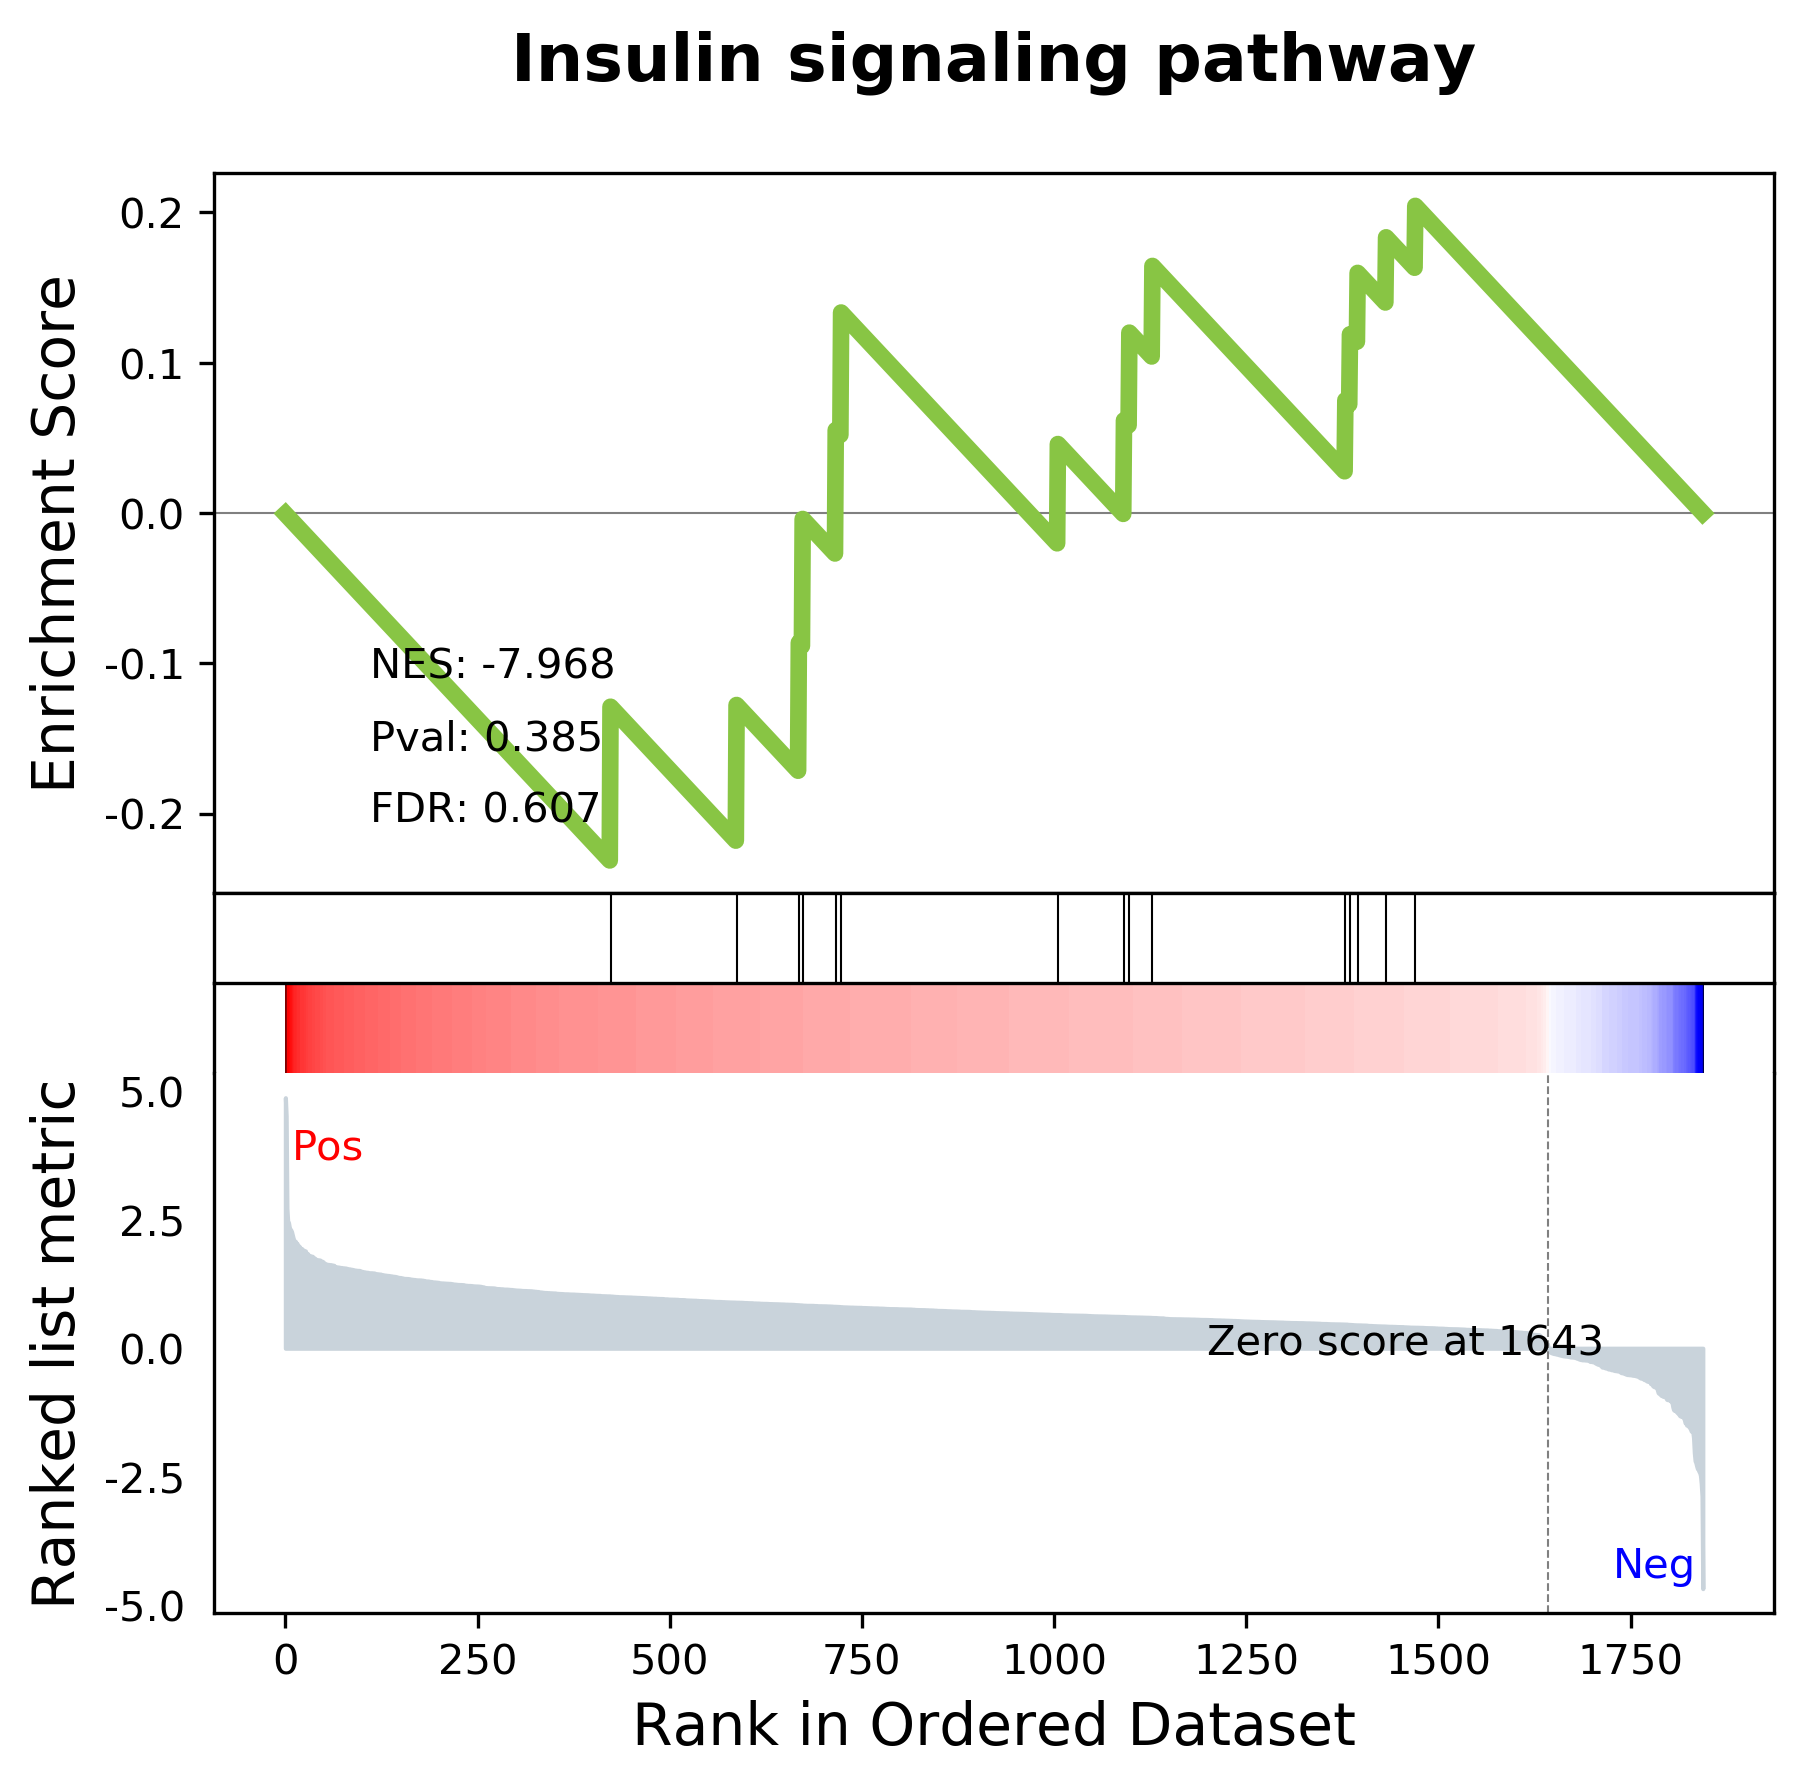 Insulin signaling pathway
Enrichment Score
0.2
0.1
0.0
-0.1
-0.2
NES: -7.968
Pval: 0.385
FDR: 0.607
Ranked list metric
5.0
2.5
0.0
-2.5
-5.0
Pos
Zero score at 1643
Neg
0 250 500 750 1000 1250 1500 1750
Rank in Ordered Dataset